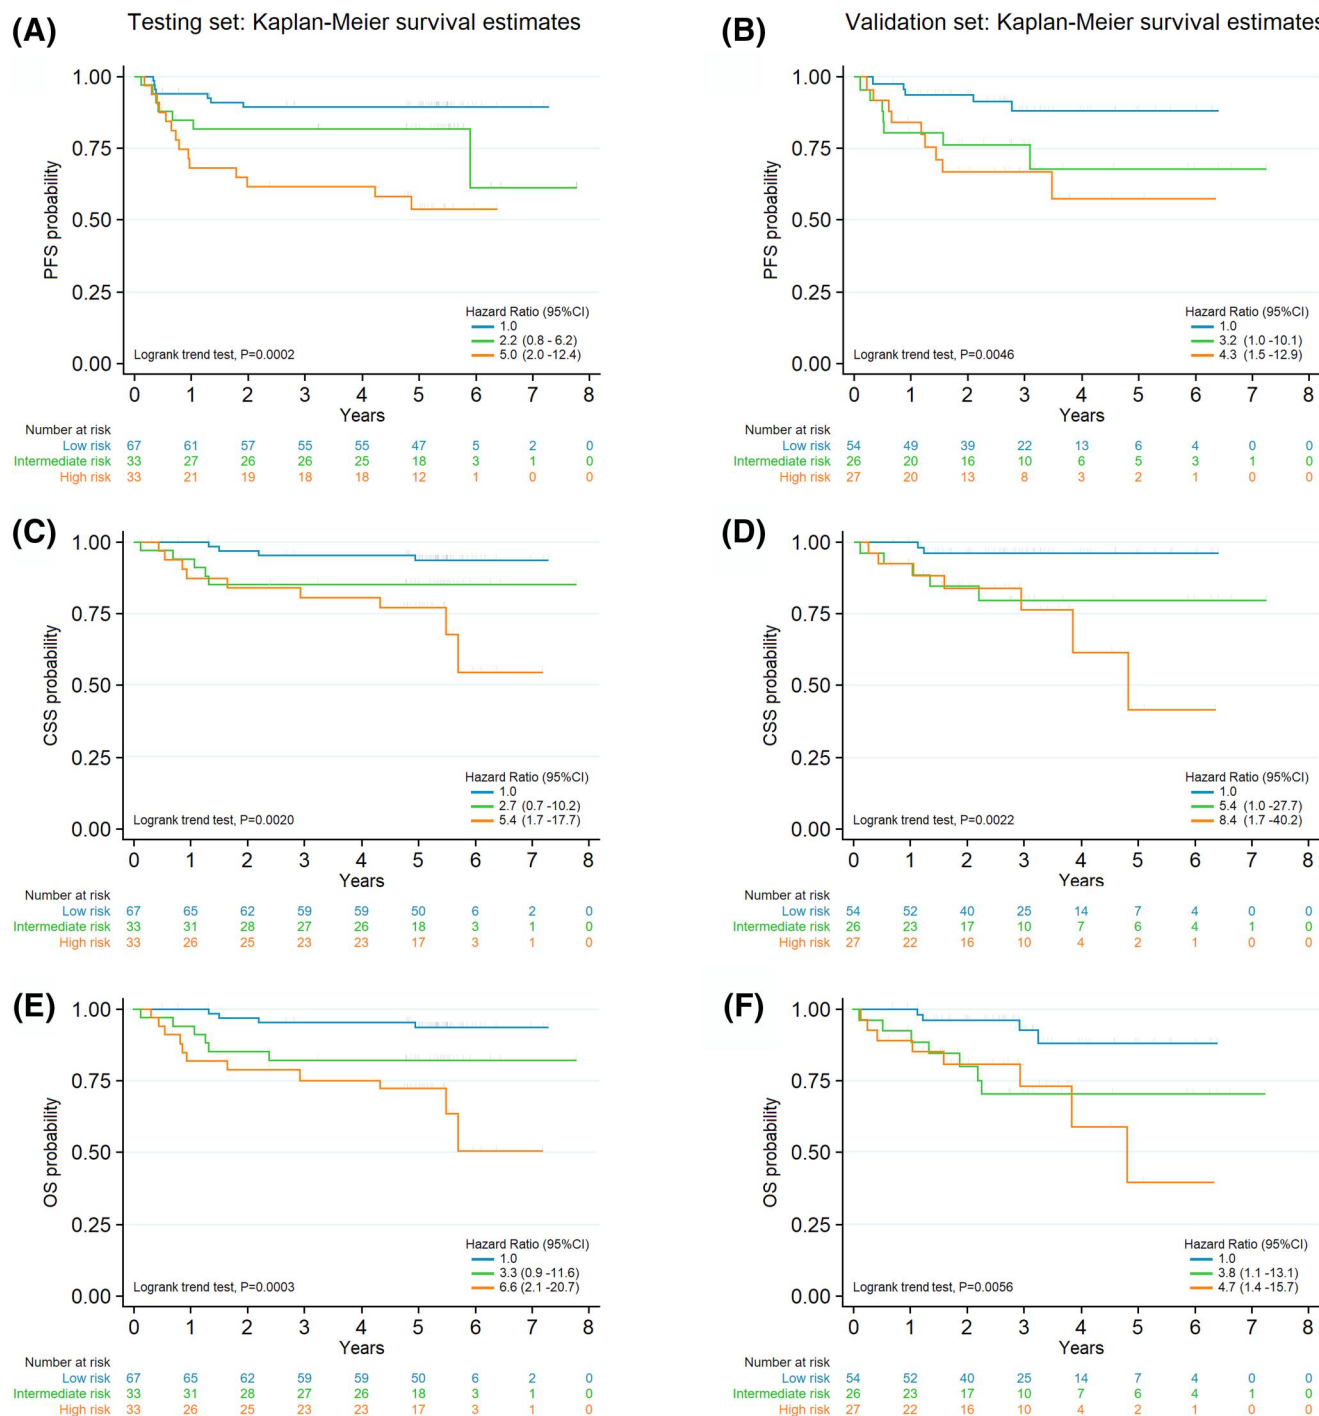 (A) Testing set: Kaplan-Meier survival estimates
1.00
0.75
0.50
0.25
0.00
PFS probability
Hazard Ratio (95%CI)
1.0
2.2 (0.8 - 6.2)
5.0 (2.0 -12.4)
Logrank trend test, P=0.0002
0 1 2 3 4 5 6 7 8
Years
Number at risk
Low risk 67 61 57 55 55 47 5 2 0
Intermediate risk 33 27 26 26 25 18 3 1 0
High risk 33 21 19 18 18 12 1 0 0
(B) Validation set: Kaplan-Meier survival estimates
1.00
0.75
0.50
0.25
0.00
PFS probability
Hazard Ratio (95%CI)
1.0
3.2 (1.0 -10.1)
4.3 (1.5 -12.9)
Logrank trend test, P=0.0046
0 1 2 3 4 5 6 7 8
Years
Number at risk
Low risk 54 49 39 22 13 6 4 0 0
Intermediate risk 26 20 16 10 6 5 3 1 0
High risk 27 20 13 8 3 2 1 0 0
(C)
1.00
0.75
0.50
0.25
0.00
CSS probability
Hazard Ratio (95%CI)
1.0
2.7 (0.7 -10.2)
5.4 (1.7 -17.7)
Logrank trend test, P=0.0020
0 1 2 3 4 5 6 7 8
Years
Number at risk
Low risk 67 65 62 59 59 50 6 2 0
Intermediate risk 33 31 28 27 26 18 3 1 0
High risk 33 26 25 23 23 17 3 1 0
(D)
1.00
0.75
0.50
0.25
0.00
CSS probability
Hazard Ratio (95%CI)
1.0
5.4 (1.0 -27.7)
8.4 (1.7 -40.2)
Logrank trend test, P=0.0022
0 1 2 3 4 5 6 7 8
Years
Number at risk
Low risk 54 52 40 25 14 7 4 0 0
Intermediate risk 26 23 17 10 7 6 4 1 0
High risk 27 22 16 10 4 2 1 0 0
(E)
1.00
0.75
0.50
0.25
0.00
OS probability
Hazard Ratio (95%CI)
1.0
3.3 (0.9 -11.6)
6.6 (2.1 -20.7)
Logrank trend test, P=0.0003
0 1 2 3 4 5 6 7 8
Years
Number at risk
Low risk 67 65 62 59 59 50 6 2 0
Intermediate risk 33 31 28 27 26 18 3 1 0
High risk 33 26 25 23 23 17 3 1 0
(F)
1.00
0.75
0.50
0.25
0.00
OS probability
Hazard Ratio (95%CI)
1.0
3.8 (1.1 -13.1)
4.7 (1.4 -15.7)
Logrank trend test, P=0.0056
0 1 2 3 4 5 6 7 8
Years
Number at risk
Low risk 54 52 40 25 14 7 4 0 0
Intermediate risk 26 23 17 10 7 6 4 1 0
High risk 27 22 16 10 4 2 1 0 0